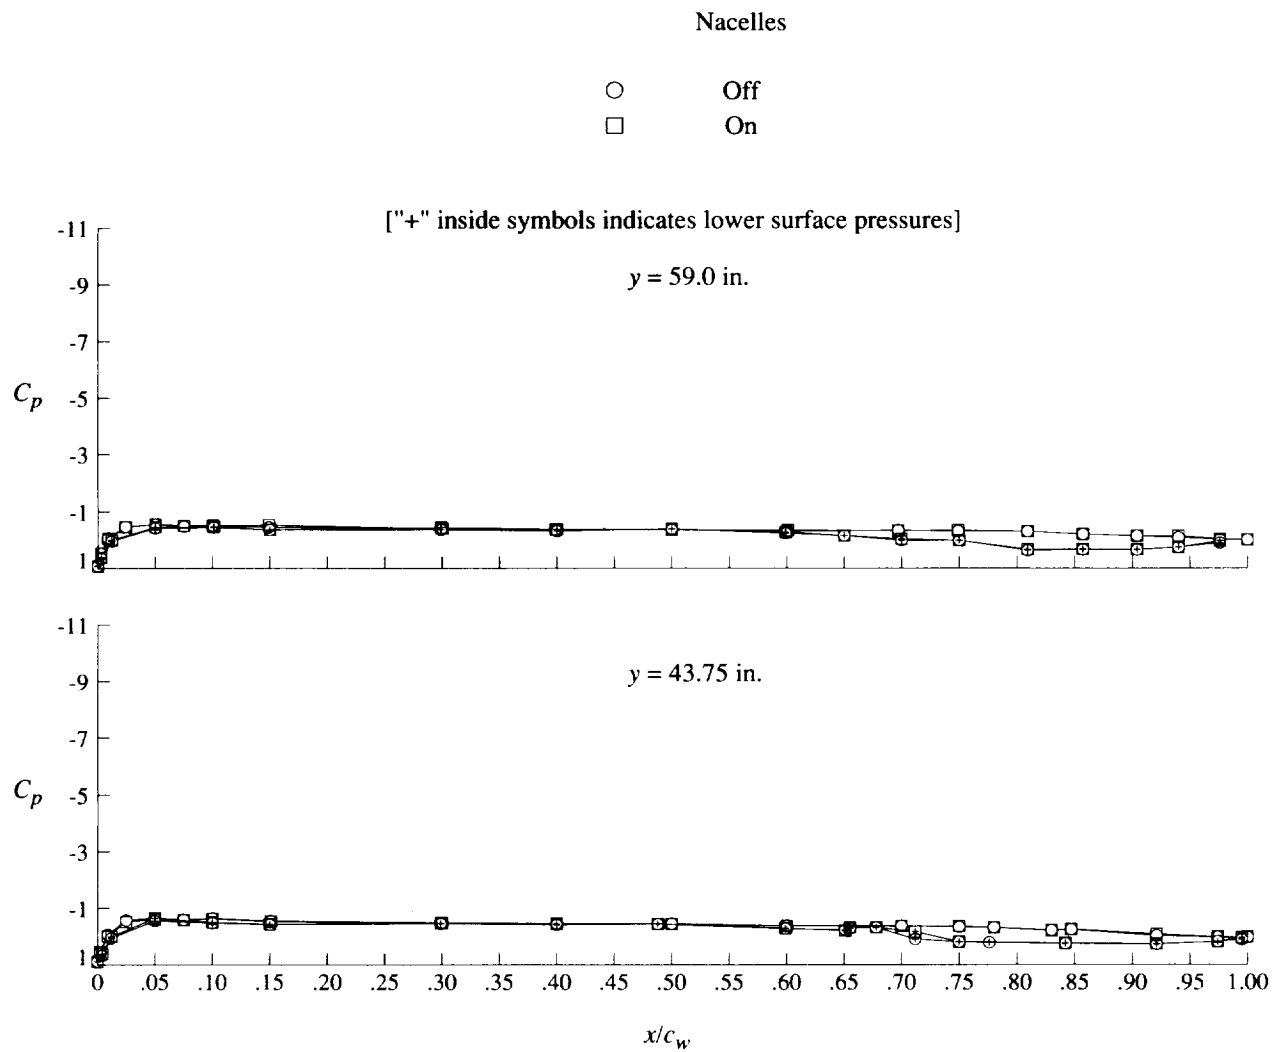 Nacelles
Off
On
["+" inside symbols indicates lower surface pressures]
y = 59.0 in.
-11
-9
-7
-5
-3
-1
1
Cp
y = 43.75 in.
-11
-9
-7
-5
-3
-1
1
Cp
0 .05 .10 .15 .20 .25 .30 .35 .40 .45 .50 .55 .60 .65 .70 .75 .80 .85 .90 .95 1.00
x/cw